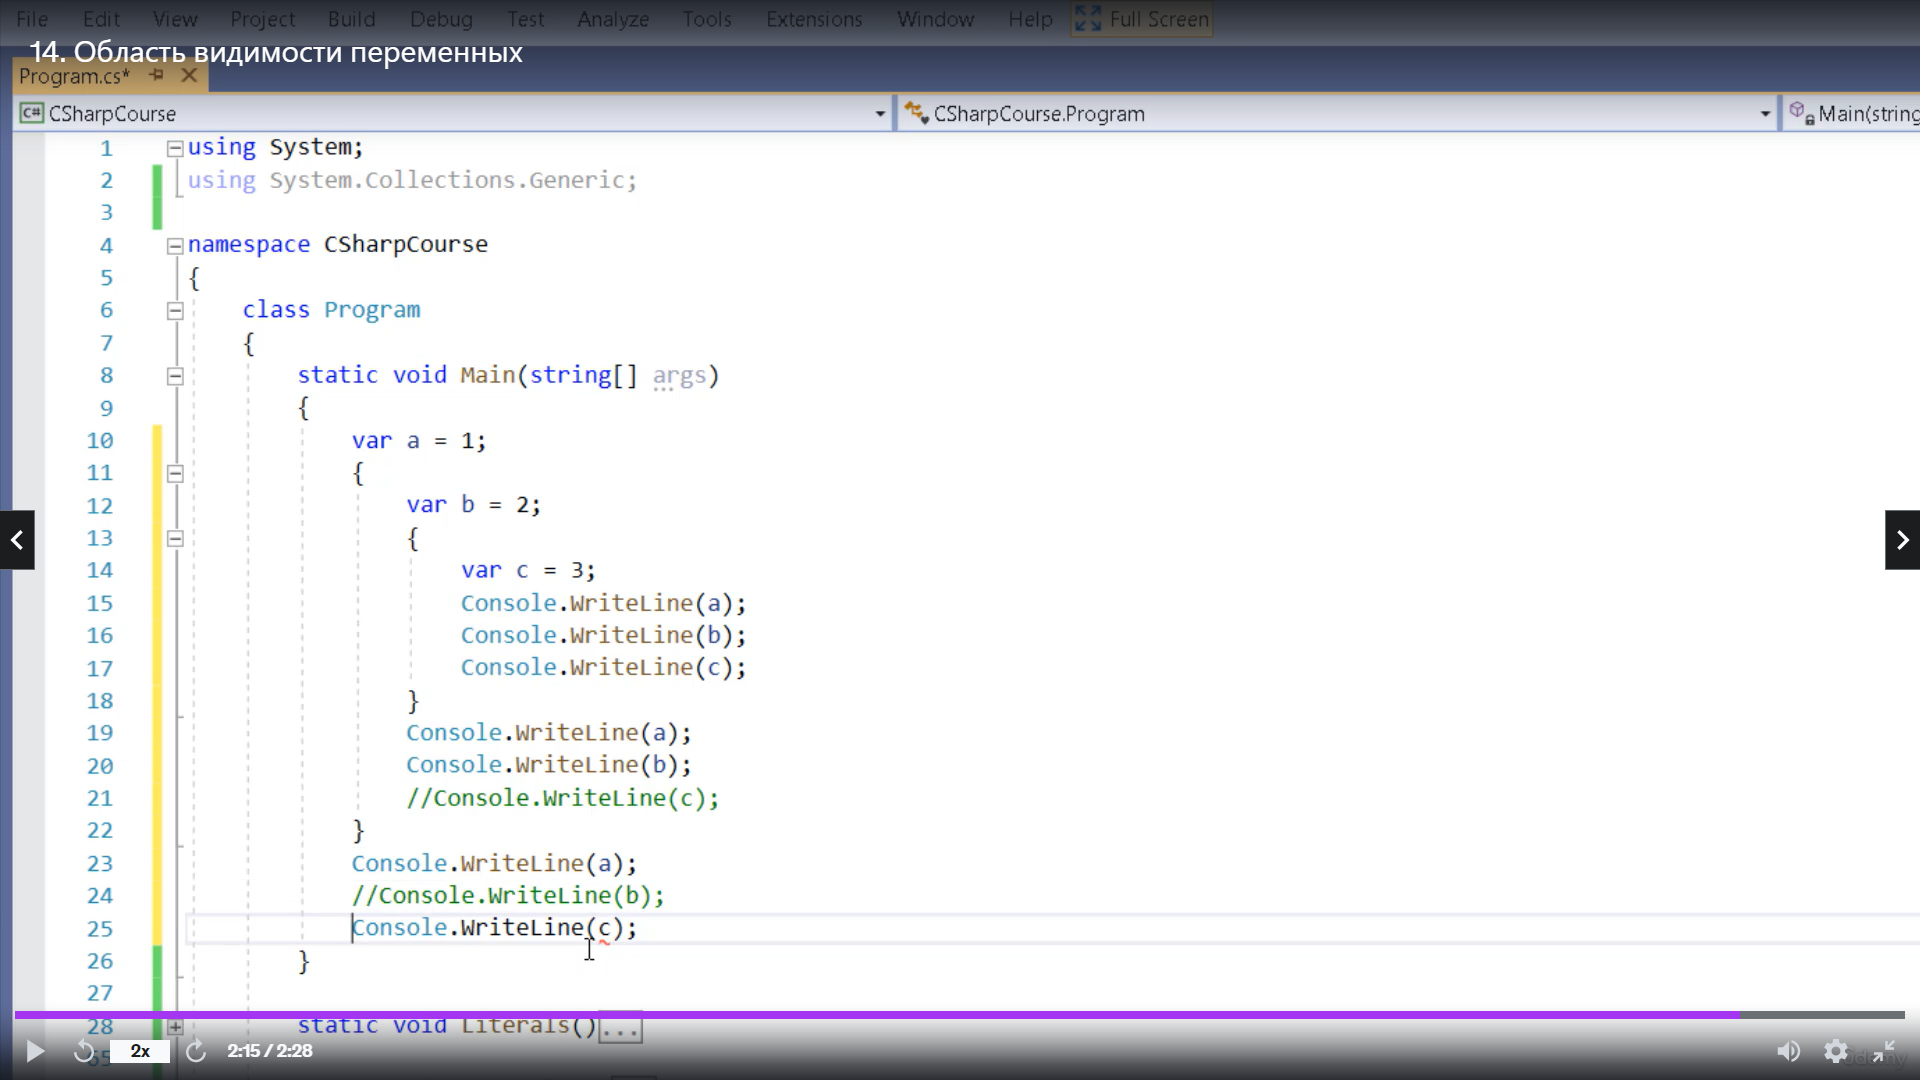 File Edit View Project Build Debug Test Analyze Tools Extensions Window Help Full Screen
14. Область видимости переменных
Program.cs*
C# CSharpCourse CSharpCourse.Program Main(string
1 using System;
2 using System.Collections.Generic;
3
4 namespace CSharpCourse
5 {
6 class Program
7 {
8 static void Main(string[] args)
9 {
10 var a = 1;
11 {
12 var b = 2;
13 {
14 var c = 3;
15 Console.WriteLine(a);
16 Console.WriteLine(b);
17 Console.WriteLine(c);
18 }
19 Console.WriteLine(a);
20 Console.WriteLine(b);
21 //Console.WriteLine(c);
22 }
23 Console.WriteLine(a);
24 //Console.WriteLine(b);
25 Console.WriteLine(c);
26 }
27
28 static void Literals()...
2x 2:15 / 2:28